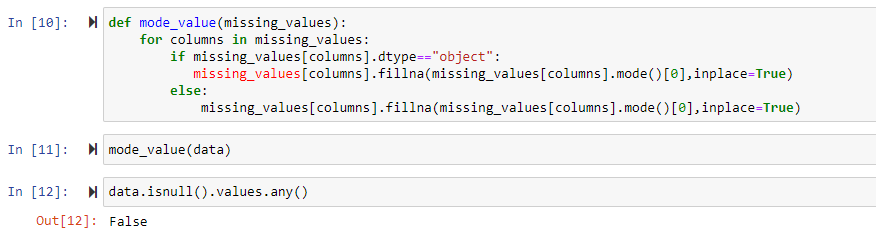 In [10]: def mode_value(missing_values):
    for columns in missing_values:
        if missing_values[columns].dtype=="object":
           missing_values[columns].fillna(missing_values[columns].mode()[0],inplace=True)
        else:
            missing_values[columns].fillna(missing_values[columns].mode()[0],inplace=True)
In [11]: mode_value(data)
In [12]: data.isnull().values.any()
Out[12]: False